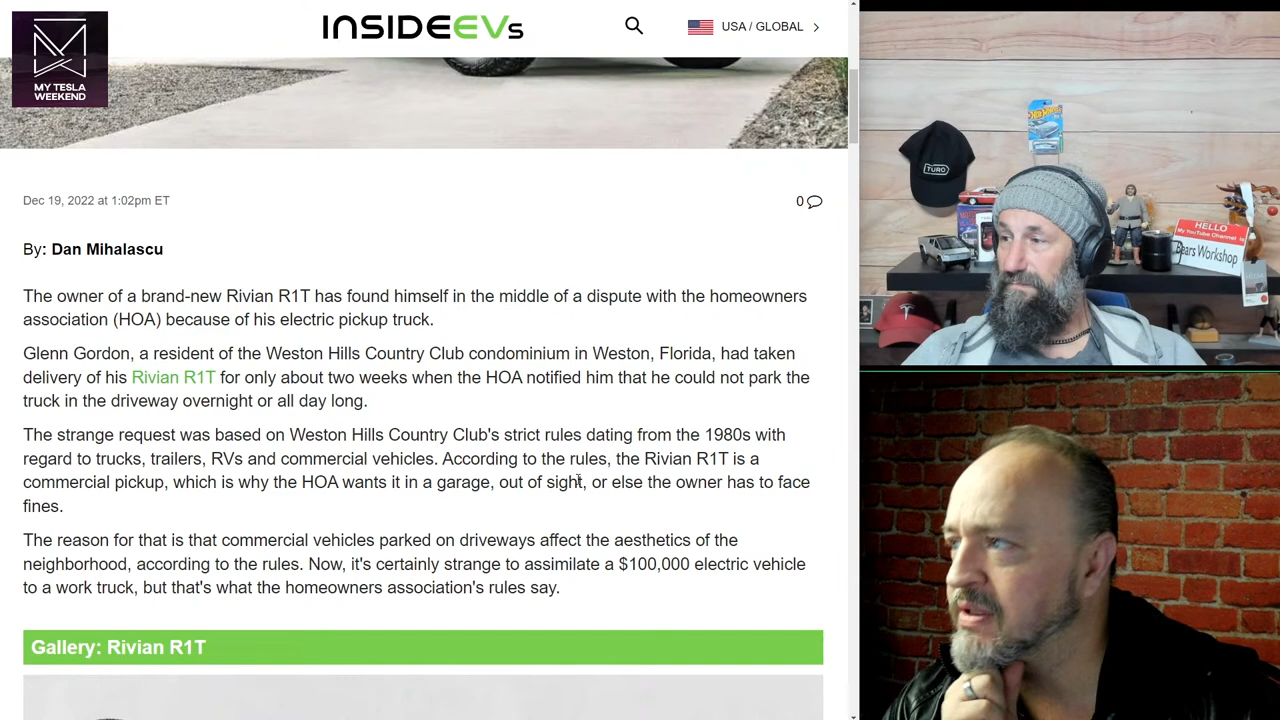 INSIDEEVs
USA / GLOBAL
MY TESLA
WEEKEND
Dec 19, 2022 at 1:02pm ET
0
By: Dan Mihalascu
The owner of a brand-new Rivian R1T has found himself in the middle of a dispute with the homeowners
association (HOA) because of his electric pickup truck.
Glenn Gordon, a resident of the Weston Hills Country Club condominium in Weston, Florida, had taken
delivery of his Rivian R1T for only about two weeks when the HOA notified him that he could not park the
truck in the driveway overnight or all day long.
The strange request was based on Weston Hills Country Club's strict rules dating from the 1980s with
regard to trucks, trailers, RVs and commercial vehicles. According to the rules, the Rivian R1T is a
commercial pickup, which is why the HOA wants it in a garage, out of sight, or else the owner has to face
fines.
The reason for that is that commercial vehicles parked on driveways affect the aesthetics of the
neighborhood, according to the rules. Now, it's certainly strange to assimilate a $100,000 electric vehicle
to a work truck, but that's what the homeowners association's rules say.
Gallery: Rivian R1T
Hot Wheels
TURO
HELLO
My YouTube Channel is
Bears Workshop